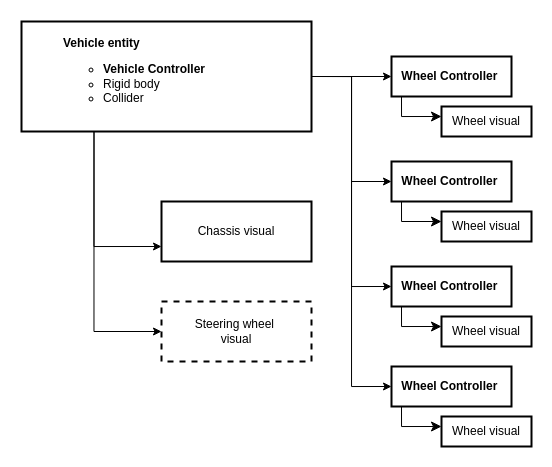 Vehicle entity
Vehicle Controller
Rigid body
Collider
Chassis visual
Steering wheel
visual
Wheel Controller
Wheel visual
Wheel Controller
Wheel visual
Wheel Controller
Wheel visual
Wheel Controller
Wheel visual